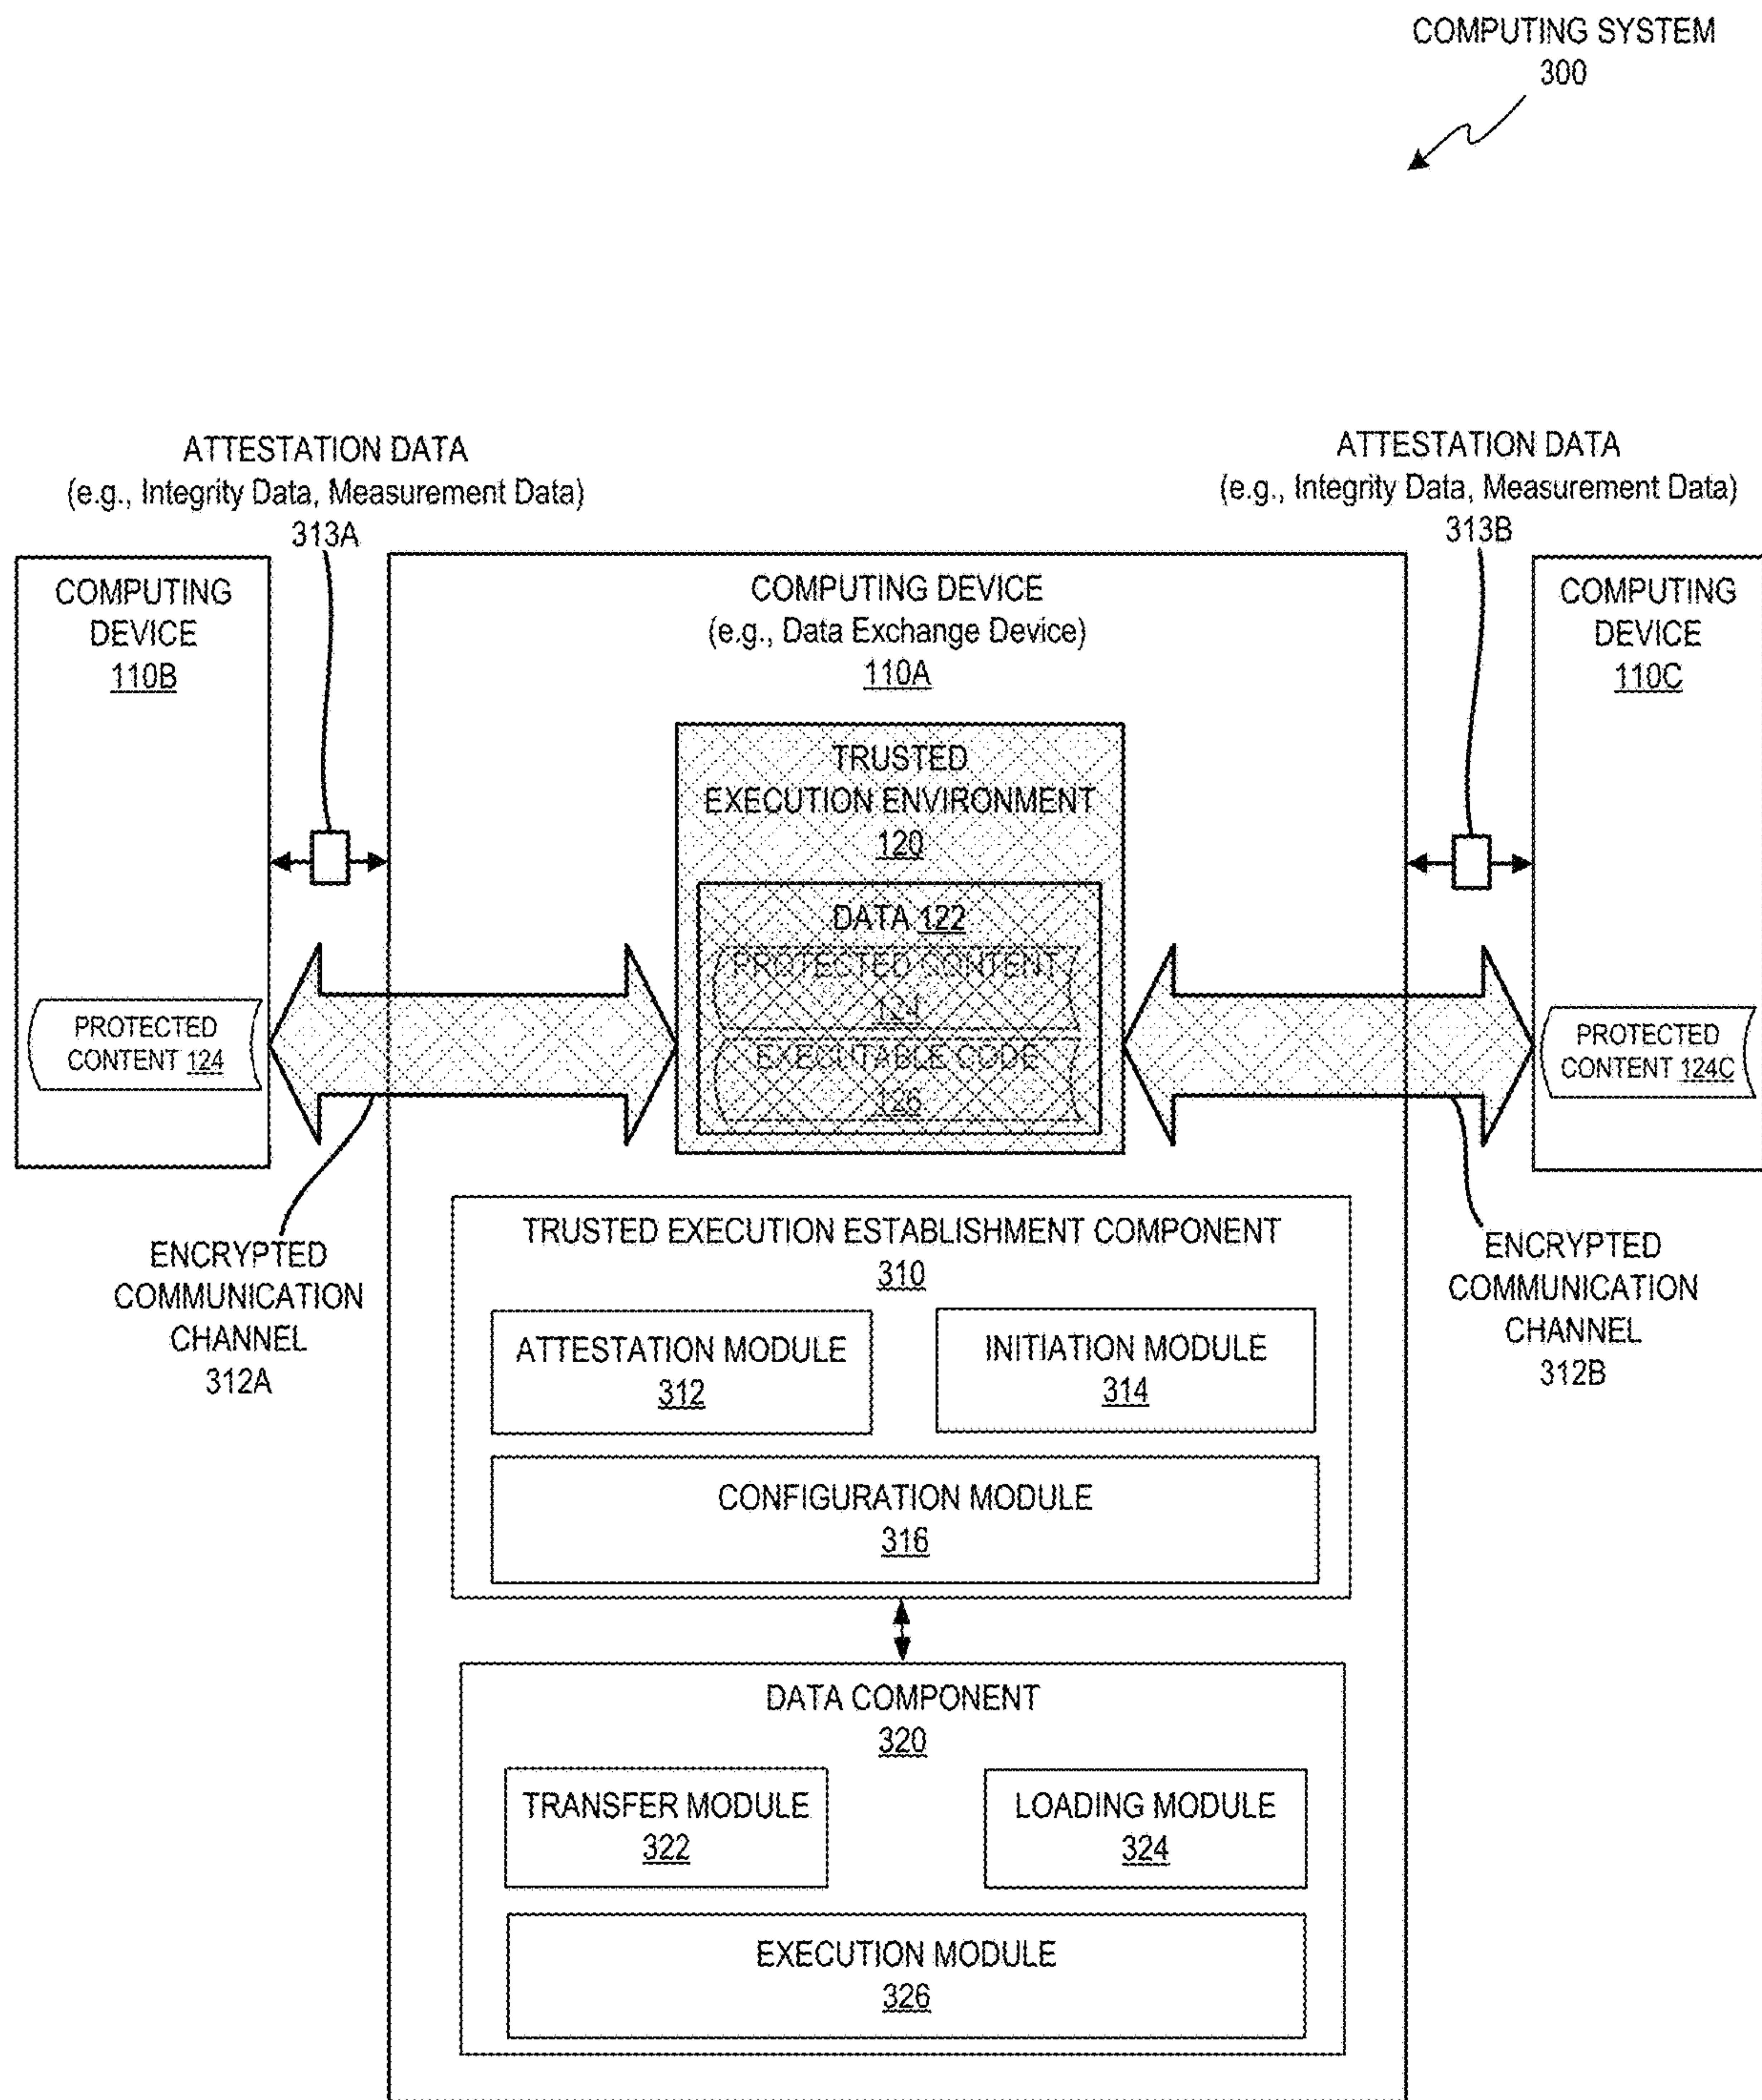 COMPUTING SYSTEM
300
ATTESTATION DATA
(e.g., Integrity Data, Measurement Data)
313A
ATTESTATION DATA
(e.g., Integrity Data, Measurement Data)
313B
COMPUTING
DEVICE
110B
COMPUTING DEVICE
(e.g., Data Exchange Device)
110A
COMPUTING
DEVICE
110C
TRUSTED
EXECUTION ENVIRONMENT
120
DATA 122
PROTECTED CONTENT
124
EXECUTABLE CODE
126
PROTECTED
CONTENT 124
PROTECTED
CONTENT 124C
ENCRYPTED
COMMUNICATION
CHANNEL
312A
ENCRYPTED
COMMUNICATION
CHANNEL
312B
TRUSTED EXECUTION ESTABLISHMENT COMPONENT
310
ATTESTATION MODULE
312
INITIATION MODULE
314
CONFIGURATION MODULE
316
DATA COMPONENT
320
TRANSFER MODULE
322
LOADING MODULE
324
EXECUTION MODULE
326